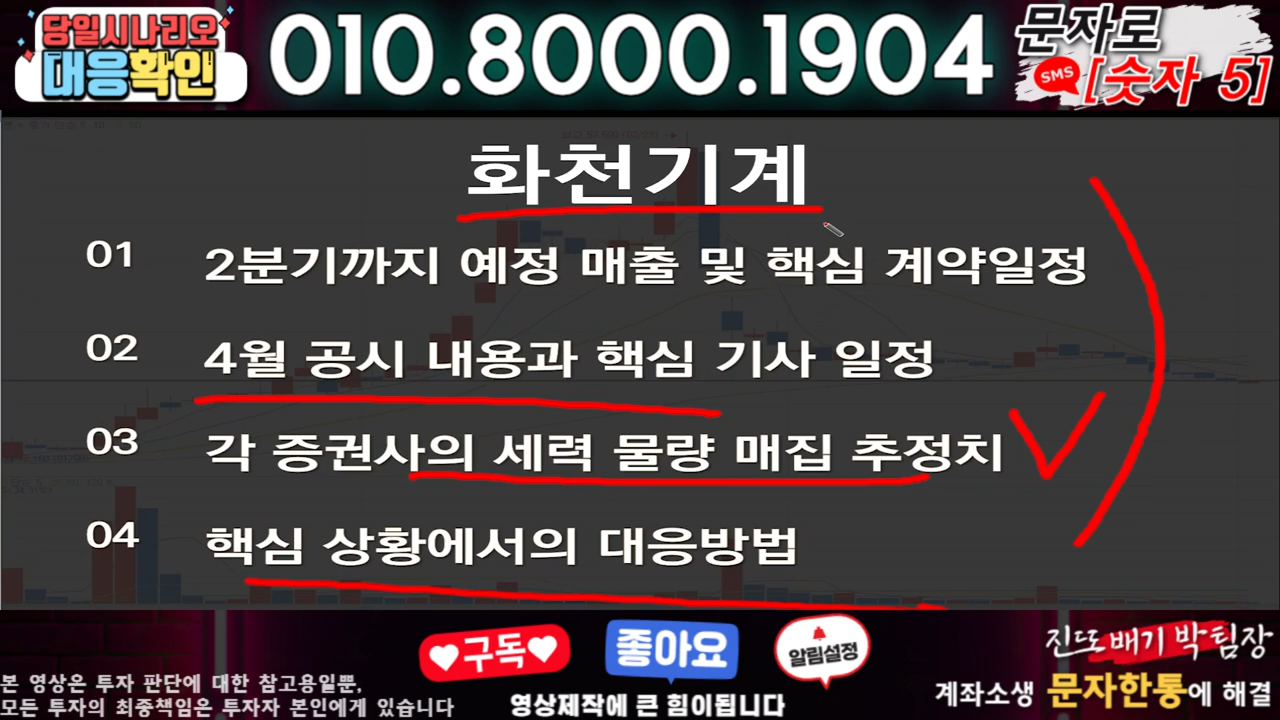 당일시나리오
대응확인
010.8000.1904
문자로
SMS [숫자 5]
화천기계
01 2분기까지 예정 매출 및 핵심 계약일정
02 4월 공시 내용과 핵심 기사 일정
03 각 증권사의 세력 물량 매집 추정치
04 핵심 상황에서의 대응방법
구독 좋아요 알림설정
영상제작에 큰 힘이됩니다
본 영상은 투자 판단에 대한 참고용일뿐,
모든 투자의 최종책임은 투자자 본인에게 있습니다
진또배기 박팀장
계좌소생 문자한통에 해결